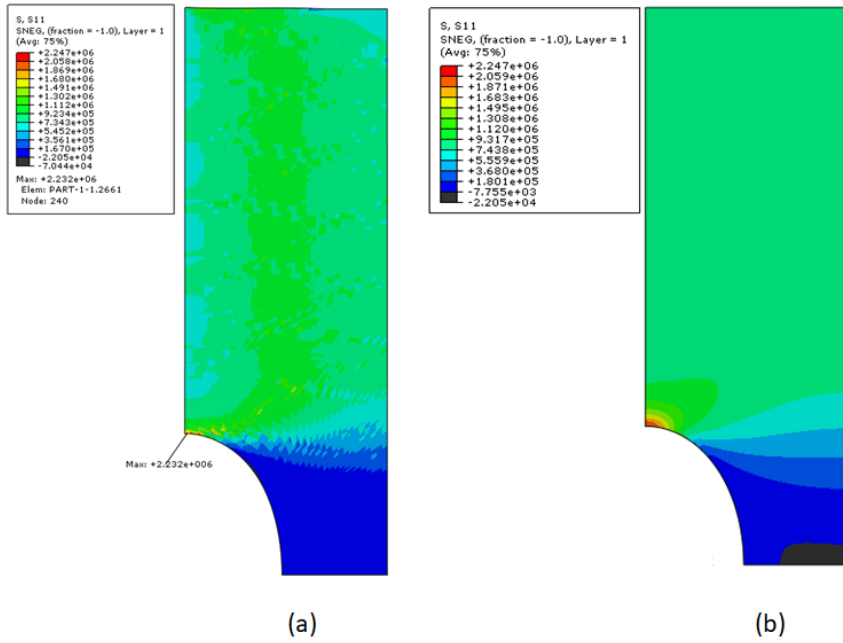 S, S11
SNEG, (fraction = -1.0), Layer = 1
(Avg: 75%)
+2.247e+06
+2.058e+06
+1.869e+06
+1.680e+06
+1.491e+06
+1.302e+06
+1.112e+06
+9.234e+05
+7.343e+05
+5.452e+05
+3.561e+05
+1.670e+05
-2.205e+04
-7.044e+04
Max: +2.232e+06
Elem: PART-1-1.2661
Node: 240
Max: +2.232e+006
(a)
S, S11
SNEG, (fraction = -1.0), Layer = 1
(Avg: 75%)
+2.247e+06
+2.059e+06
+1.871e+06
+1.683e+06
+1.495e+06
+1.308e+06
+1.120e+06
+9.317e+05
+7.438e+05
+5.559e+05
+3.680e+05
+1.801e+05
-7.755e+03
-2.205e+04
(b)